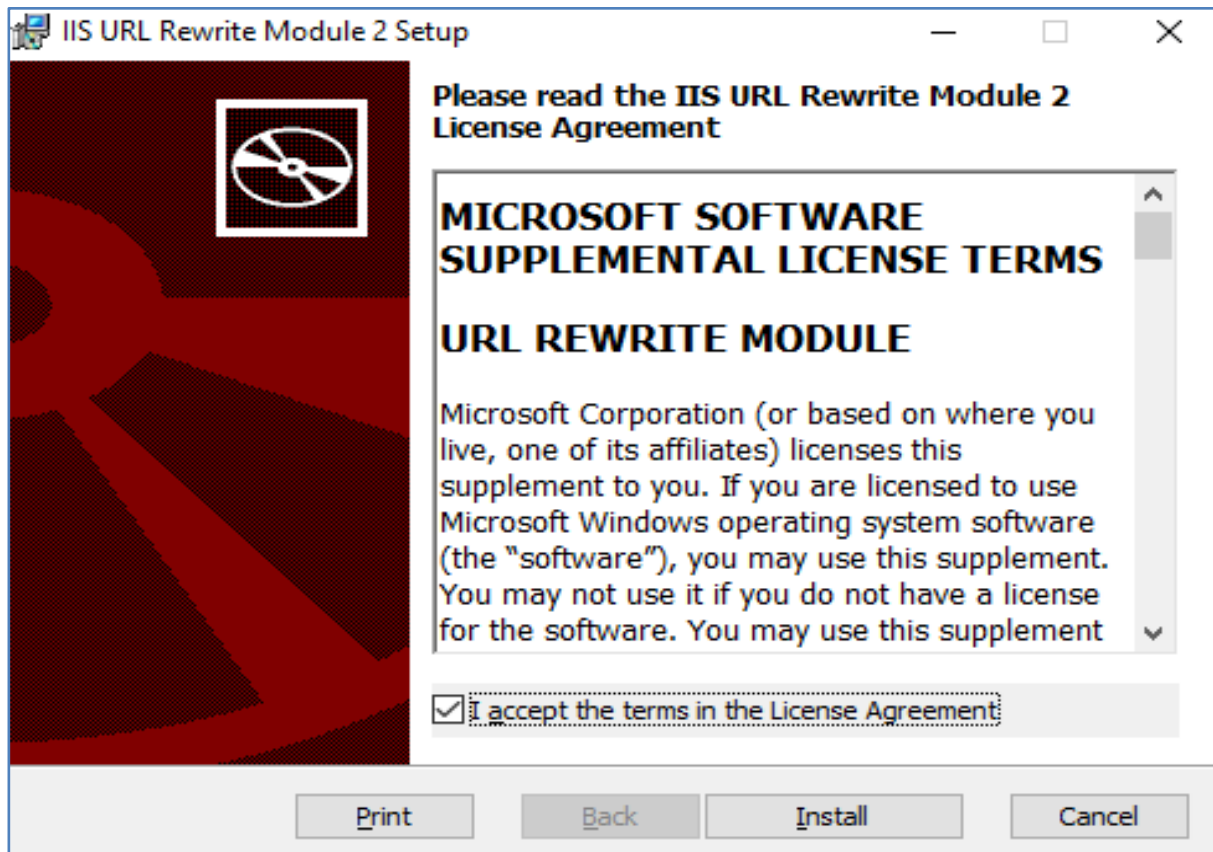 IIS URL Rewrite Module 2 Setup
Please read the IIS URL Rewrite Module 2
License Agreement
MICROSOFT SOFTWARE
SUPPLEMENTAL LICENSE TERMS
URL REWRITE MODULE
Microsoft Corporation (or based on where you
live, one of its affiliates) licenses this
supplement to you. If you are licensed to use
Microsoft Windows operating system software
(the “software”), you may use this supplement.
You may not use it if you do not have a license
for the software. You may use this supplement
I accept the terms in the License Agreement
Print
Back
Install
Cancel